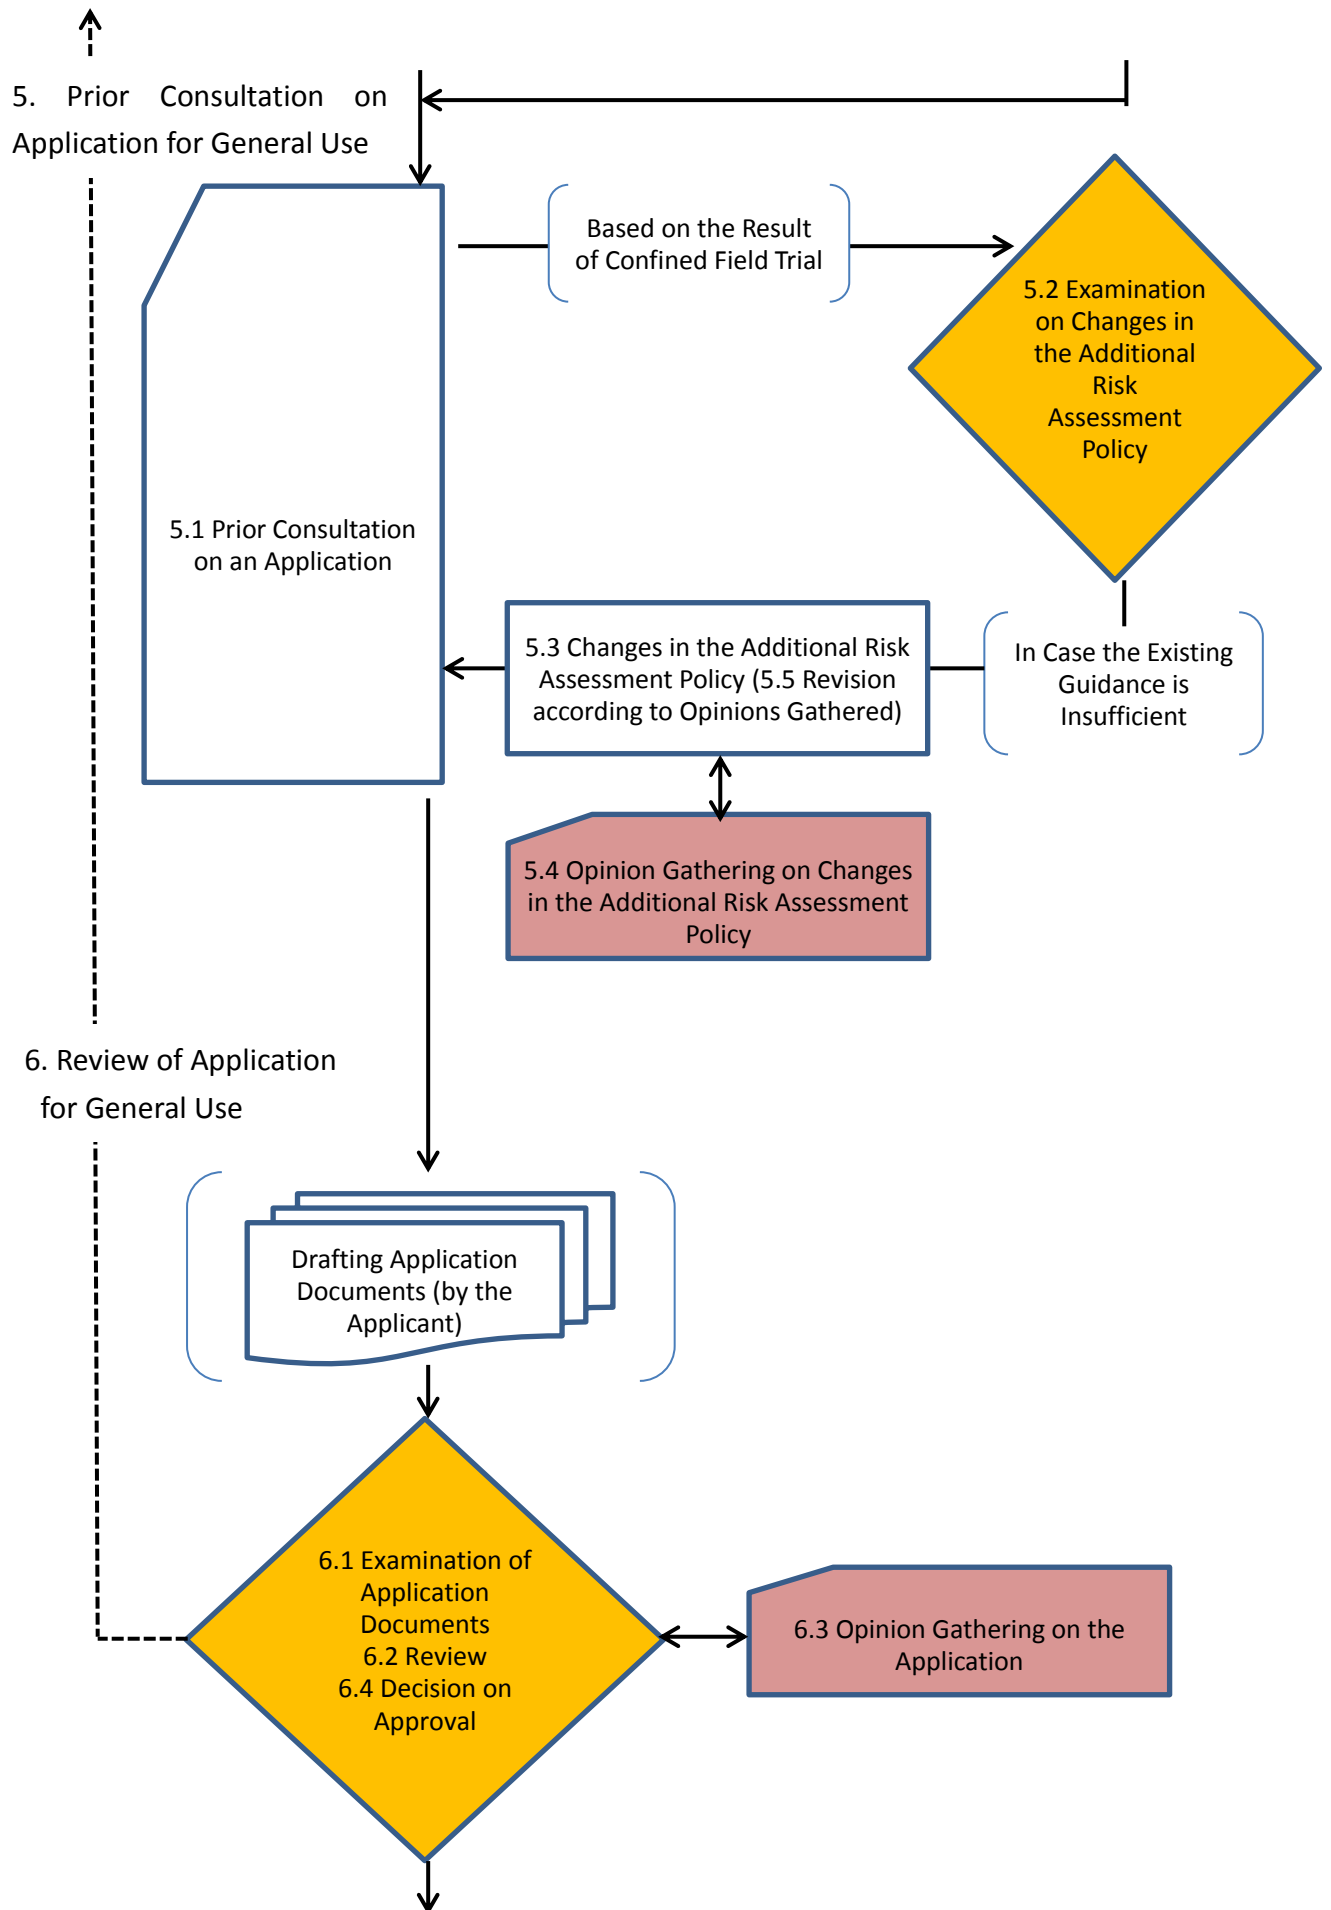 5. Prior Consultation on
Application for General Use
Based on the Result
of Confined Field Trial
5.2 Examination
on Changes in
the Additional
Risk
Assessment
Policy
5.1 Prior Consultation
on an Application
5.3 Changes in the Additional Risk
Assessment Policy (5.5 Revision
according to Opinions Gathered)
In Case the Existing
Guidance is
Insufficient
5.4 Opinion Gathering on Changes
in the Additional Risk Assessment
Policy
6. Review of Application
for General Use
Drafting Application
Documents (by the
Applicant)
6.1 Examination of
Application
Documents
6.2 Review
6.4 Decision on
Approval
6.3 Opinion Gathering on the
Application